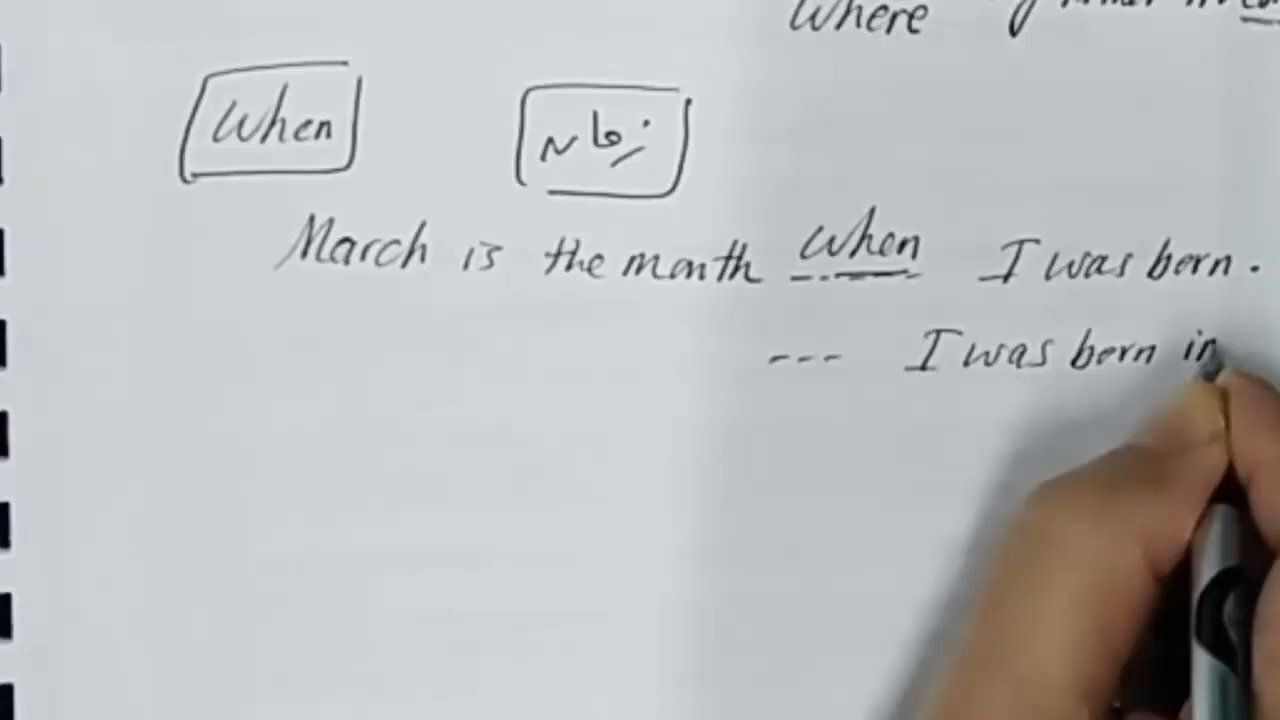 Where
When زمان
March is the month when I was born.
--- I was born in